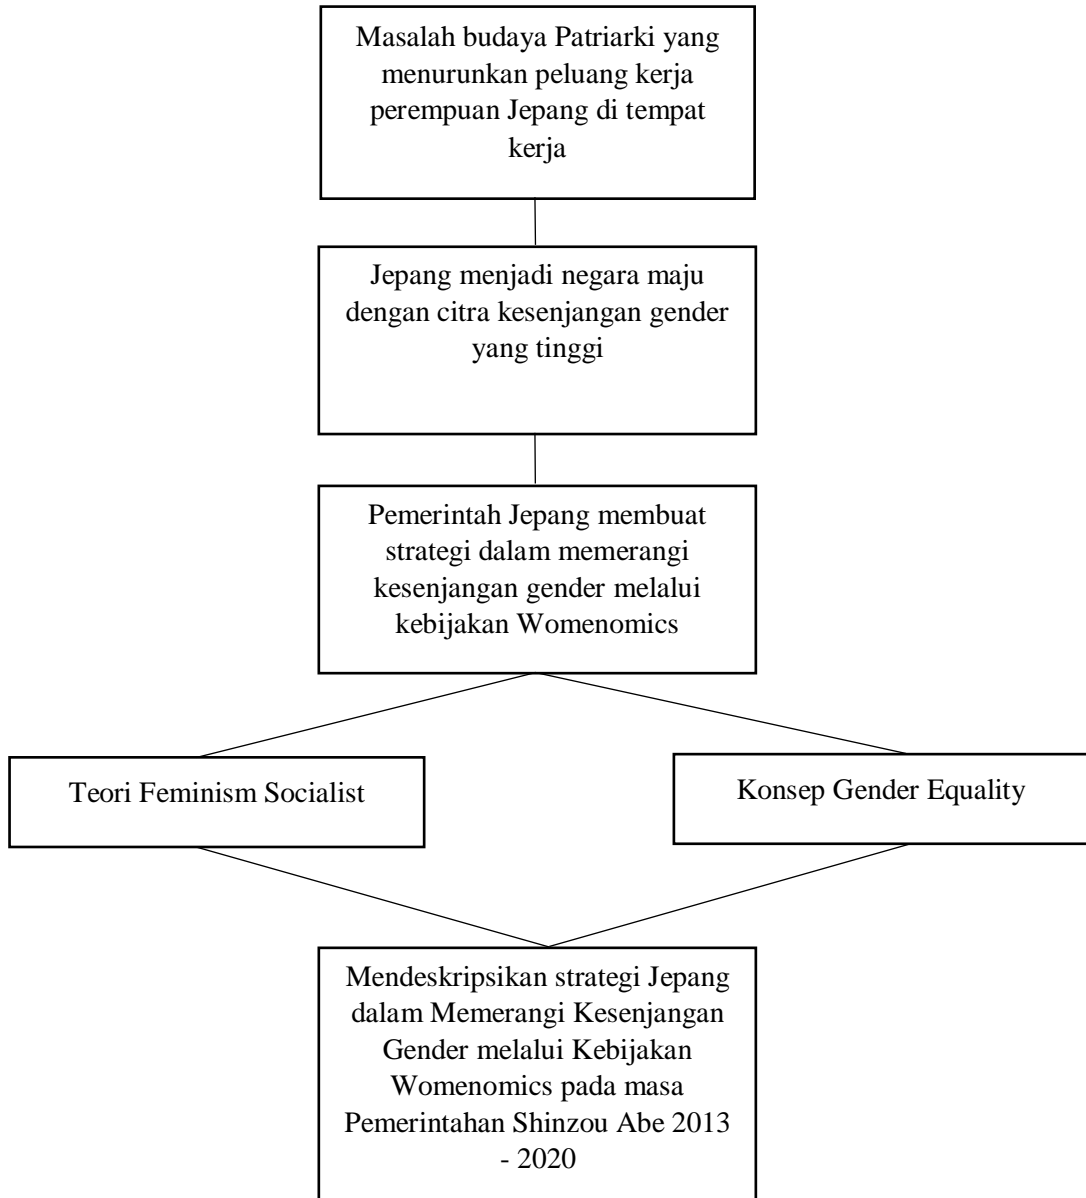 Masalah budaya Patriarki yang
menurunkan peluang kerja
perempuan Jepang di tempat
kerja
Jepang menjadi negara maju
dengan citra kesenjangan gender
yang tinggi
Pemerintah Jepang membuat
strategi dalam memerangi
kesenjangan gender melalui
kebijakan Womenomics
Teori Feminism Socialist
Konsep Gender Equality
Mendeskripsikan strategi Jepang
dalam Memerangi Kesenjangan
Gender melalui Kebijakan
Womenomics pada masa
Pemerintahan Shinzou Abe 2013
- 2020